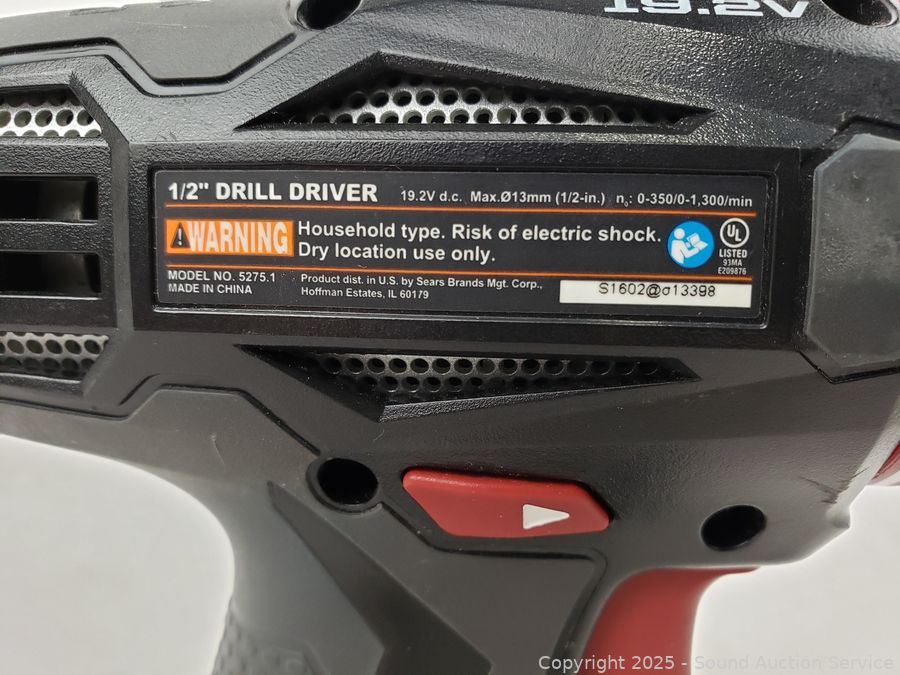 19.2V
1/2" DRILL DRIVER 19.2V d.c. Max.Ø13mm (1/2-in.) n₀: 0-350/0-1,300/min
WARNING
Household type. Risk of electric shock.
Dry location use only.
UL
LISTED
93MA
E209876
MODEL NO. 5275.1
MADE IN CHINA
Product dist. in U.S. by Sears Brands Mgt. Corp.,
Hoffman Estates, IL 60179
S1602@σ13398
Copyright 2025 - Sound Auction Service